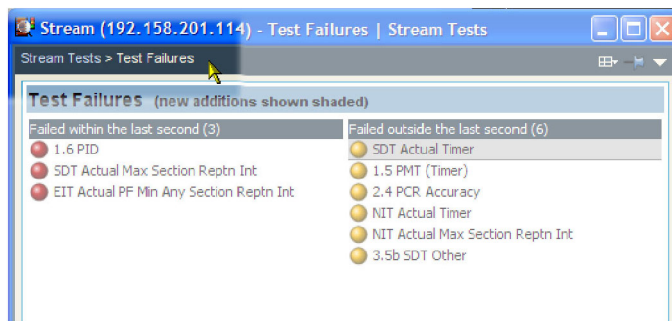 Stream (192.158.201.114) - Test Failures | Stream Tests
Stream Tests > Test Failures
Test Failures (new additions shown shaded)
Failed within the last second (3)
1.6 PID
SDT Actual Max Section Reptn Int
EIT Actual PF Min Any Section Reptn Int
Failed outside the last second (6)
SDT Actual Timer
1.5 PMT (Timer)
2.4 PCR Accuracy
NIT Actual Timer
NIT Actual Max Section Reptn Int
3.5b SDT Other